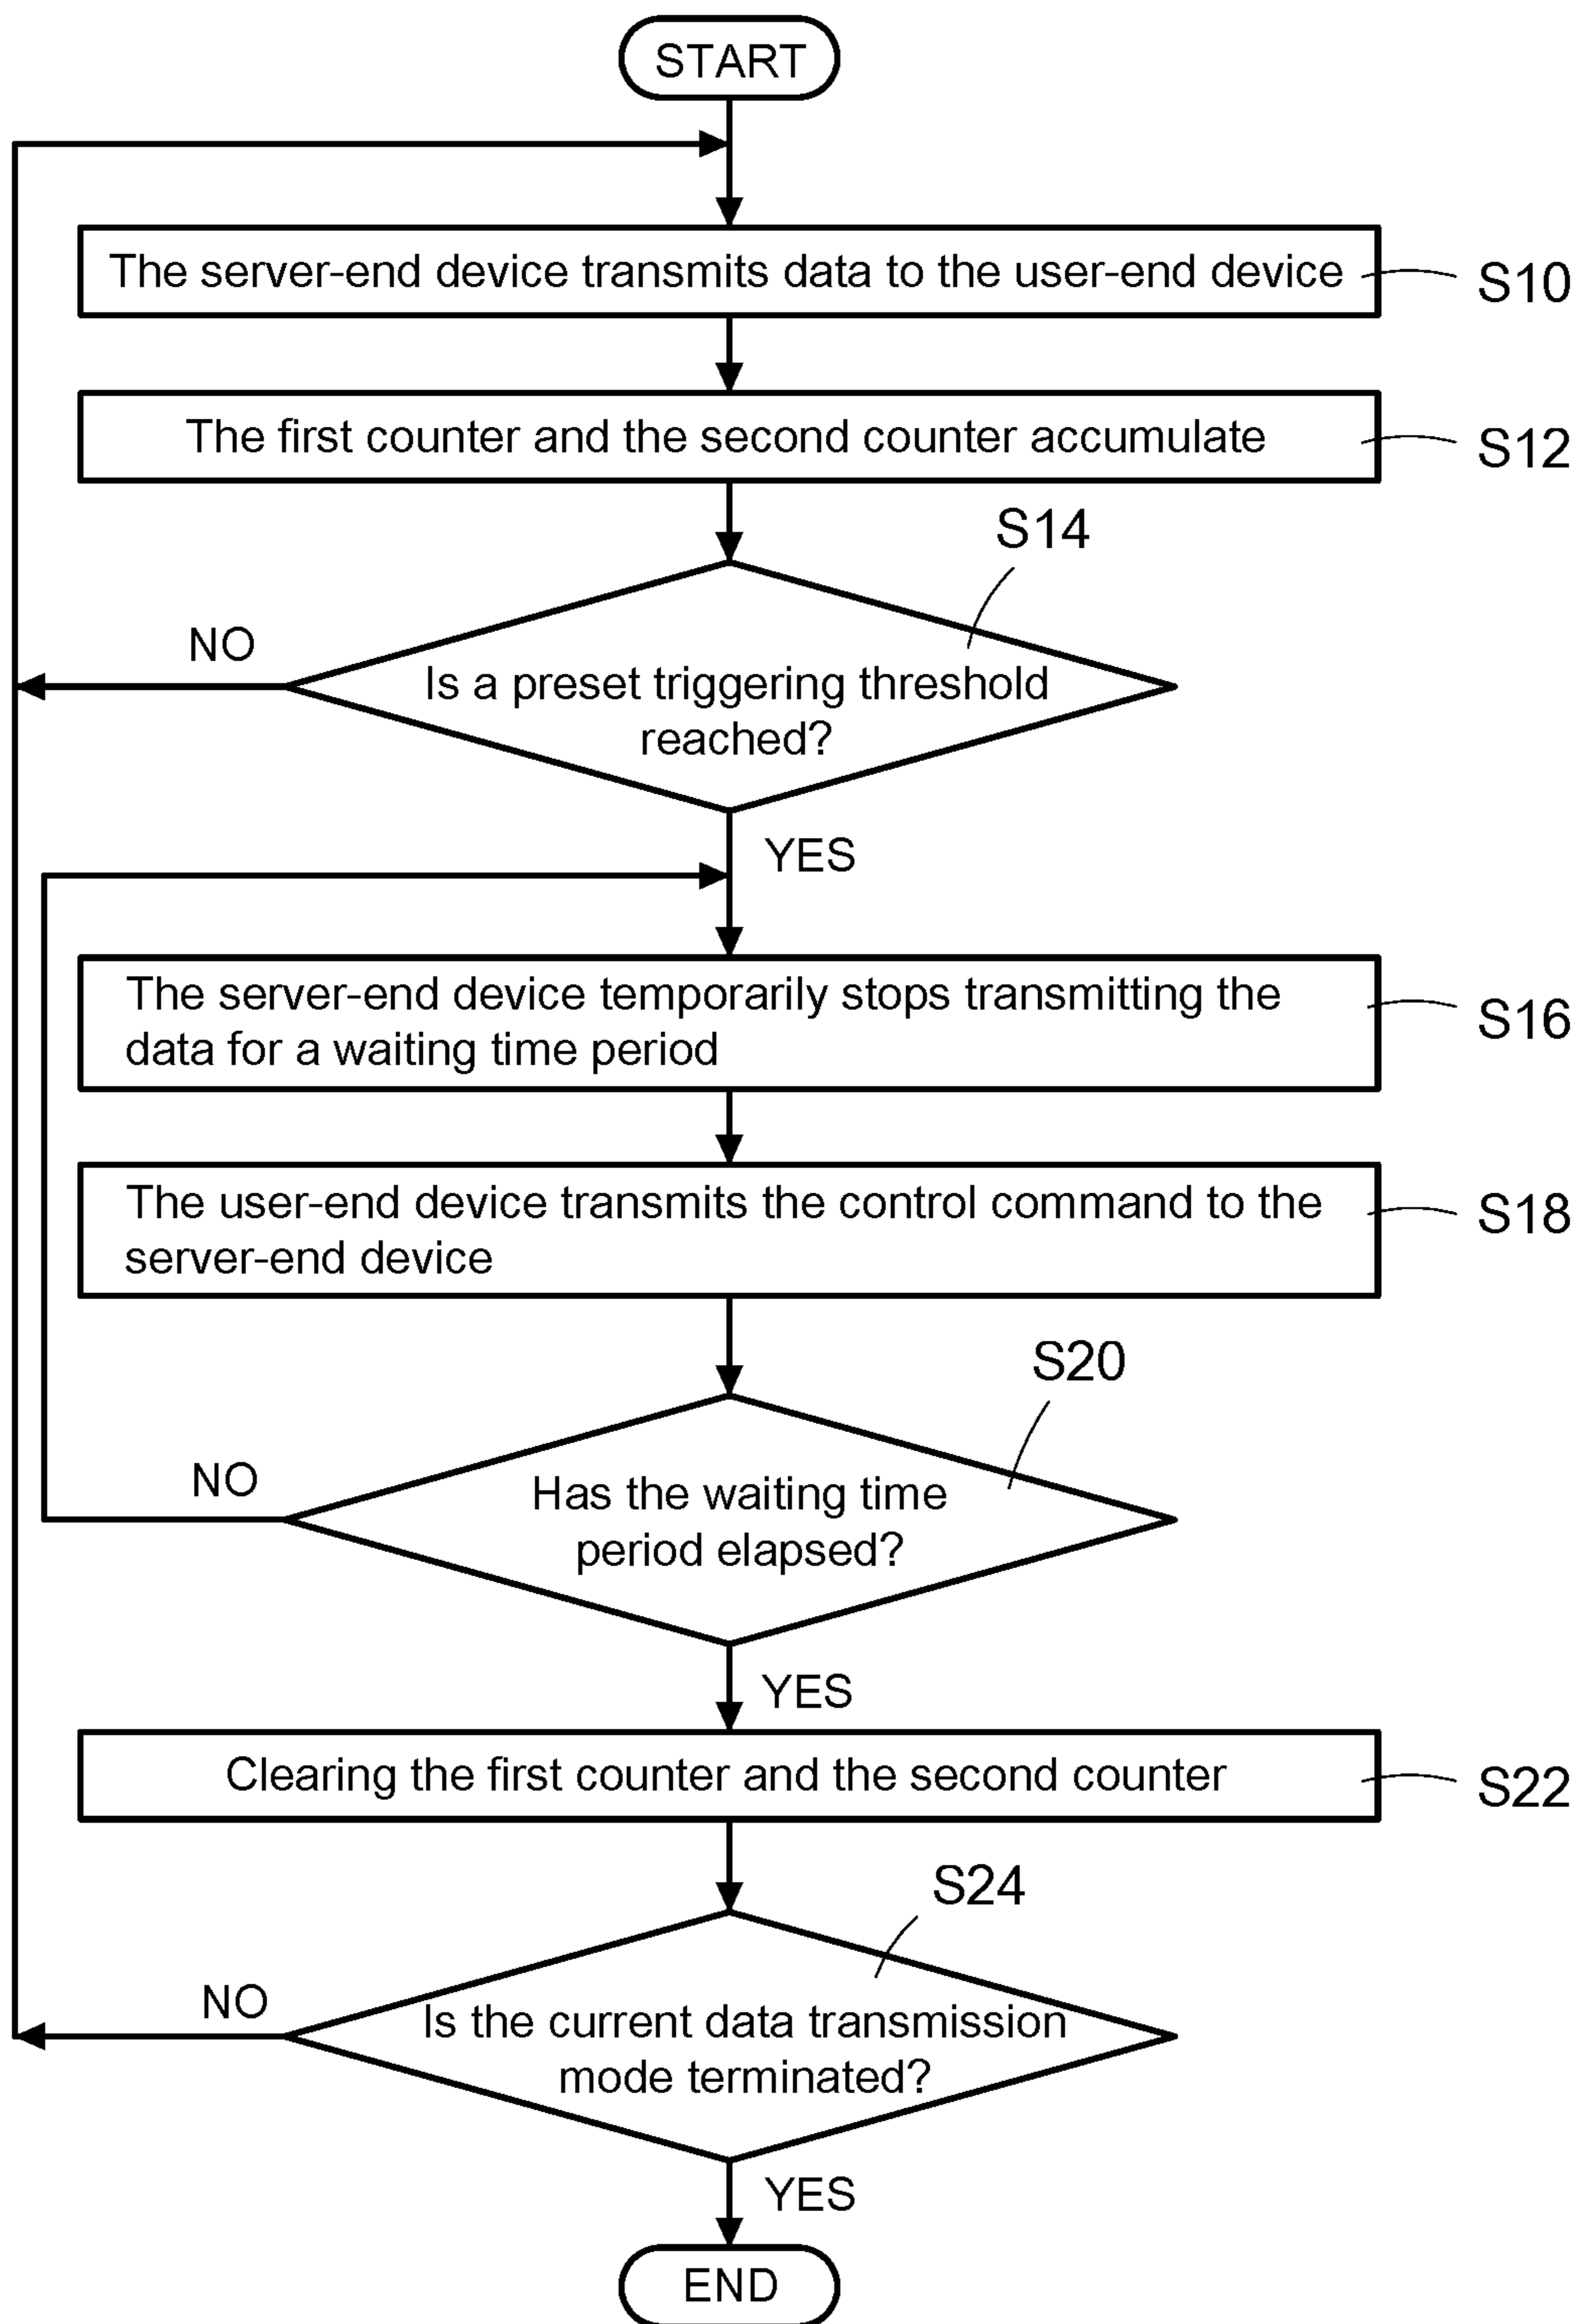 START
The server-end device transmits data to the user-end device
S10
The first counter and the second counter accumulate
S12
S14
NO
Is a preset triggering threshold
reached?
YES
The server-end device temporarily stops transmitting the
data for a waiting time period
S16
The user-end device transmits the control command to the
server-end device
S18
S20
NO
Has the waiting time
period elapsed?
YES
Clearing the first counter and the second counter
S22
S24
NO
Is the current data transmission
mode terminated?
YES
END